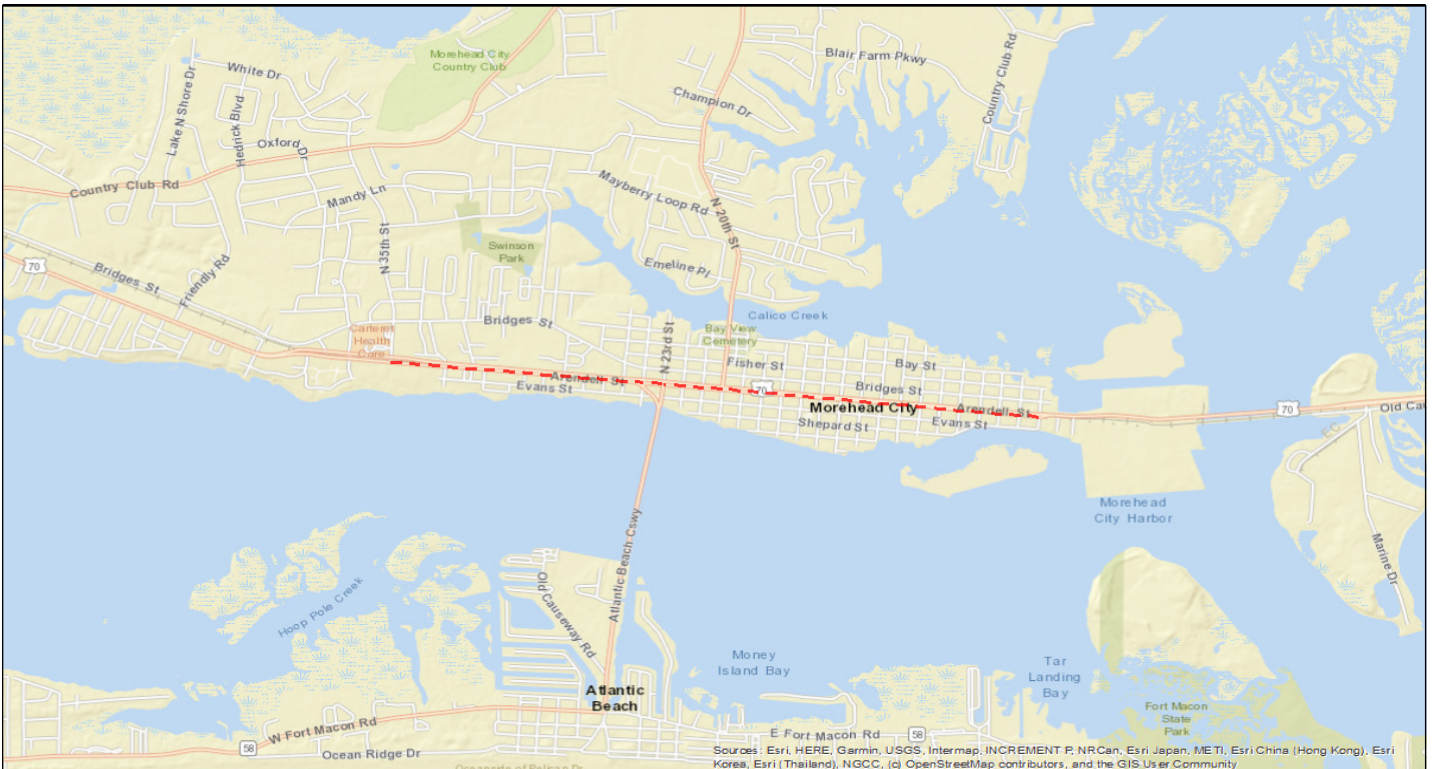 Morehead City
Country Club
Blair Farm Pkwy
Country Club Rd
White Dr
Lake N Shore Dr
Hedrick Blvd
Champion Dr
Oxford Dr
Country Club Rd
Mandy Ln
Mayberry Loop Rd
N 20th St
N 35th St
Swinson
Park
70
Bridges St
Friendly Rd
Emeline Pl
Calico Creek
Bridges St
N 23rd St
Bay View
Cemetery
Carteret
Health
Care
Fisher St
Bay St
Arendell St
Evans St
70
Bridges St
Morehead City
Arendell St
Shepard St
Evans St
70
Old Cau
EC
Morehead
City Harbor
Marine Dr
Atlantic Beach Cswy
Hoop Pole Creek
Old Causeway Rd
Money
Island Bay
Tar
Landing
Bay
Atlantic
Beach
Fort Macon
State
Park
W Fort Macon Rd
58
E Fort Macon Rd
58
Ocean Ridge Dr
Oceanside of Pelican Dr
Sources: Esri, HERE, Garmin, USGS, Intermap, INCREMENT P, NRCan, Esri Japan, METI, Esri China (Hong Kong), Esri
Korea, Esri (Thailand), NGCC, (c) OpenStreetMap contributors, and the GIS User Community